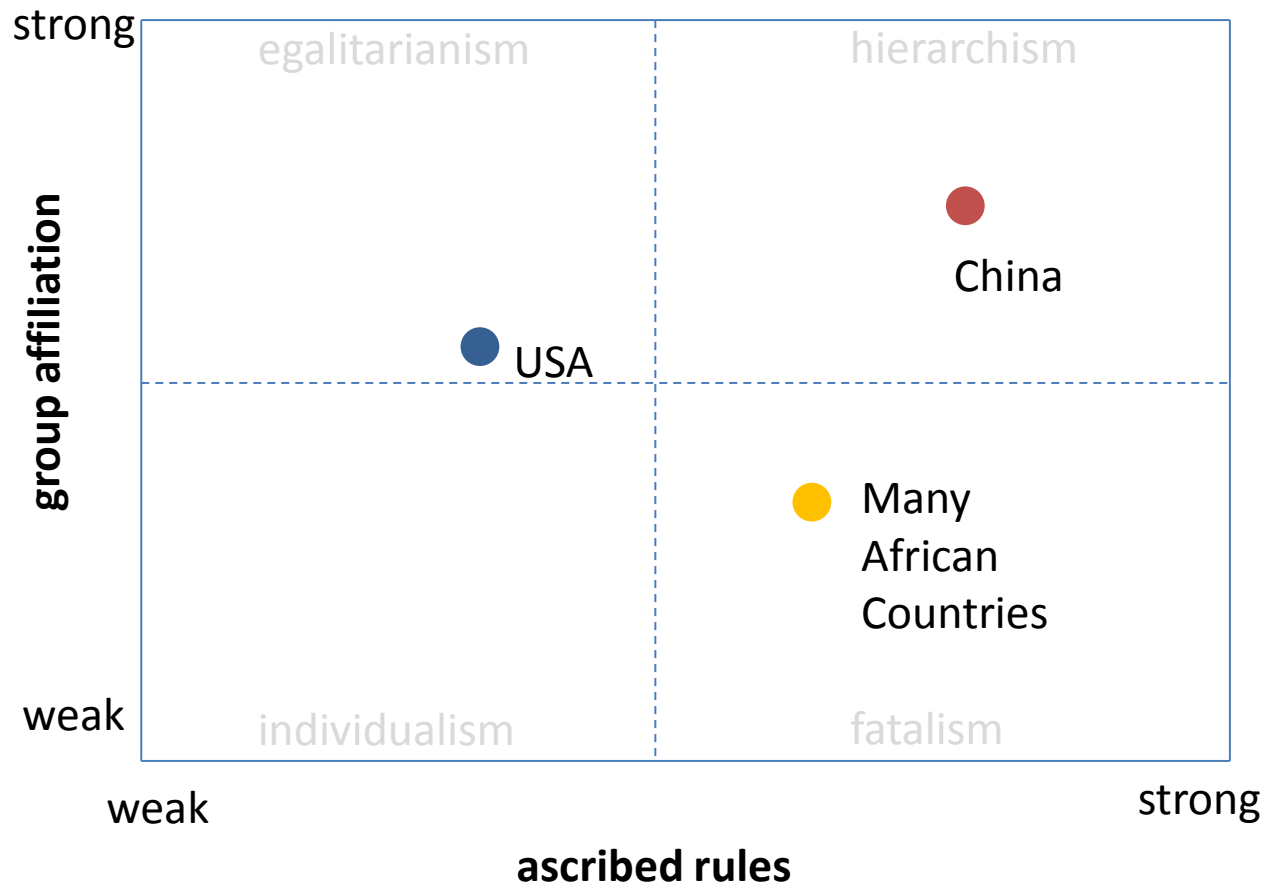 strong
egalitarianism
hierarchism
China
USA
group affiliation
Many
African
Countries
weak
individualism
fatalism
weak
strong
ascribed rules